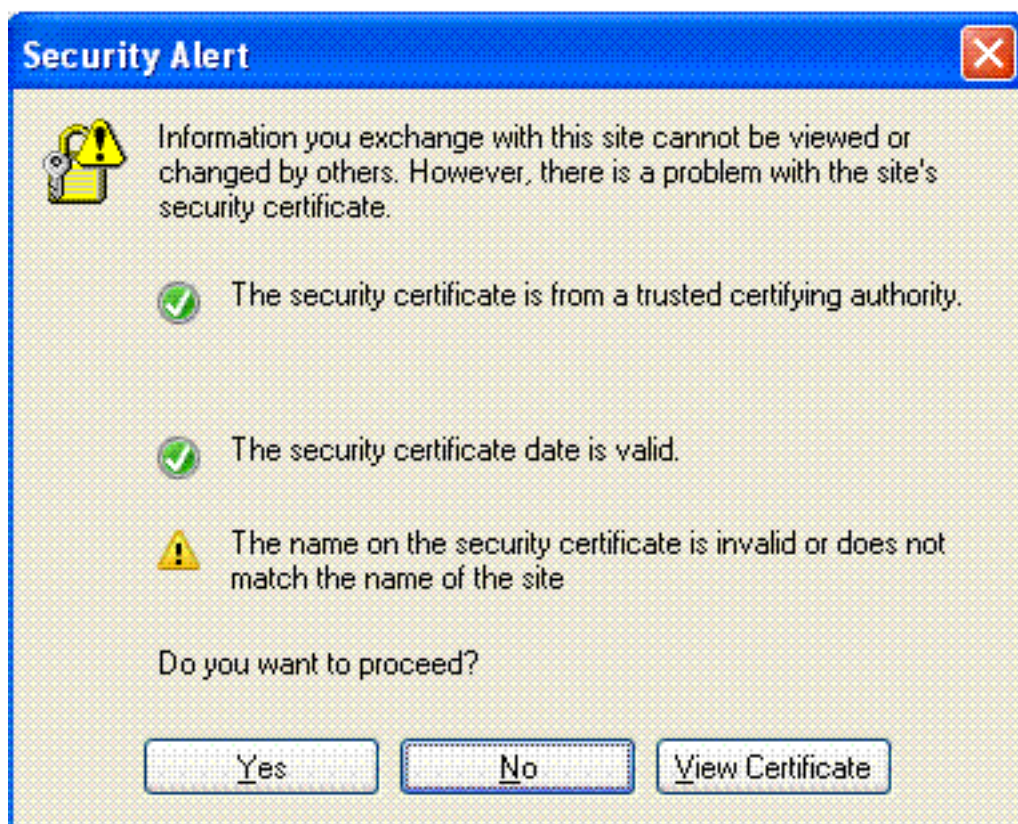 Security Alert
Information you exchange with this site cannot be viewed or
changed by others. However, there is a problem with the site's
security certificate.
The security certificate is from a trusted certifying authority.
The security certificate date is valid.
The name on the security certificate is invalid or does not
match the name of the site
Do you want to proceed?
Yes No View Certificate